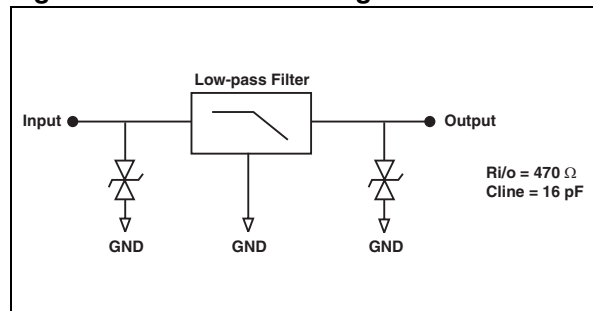 Low-pass Filter
Input
Output
Ri/o = 470 Ω
Cline = 16 pF
GND
GND
GND